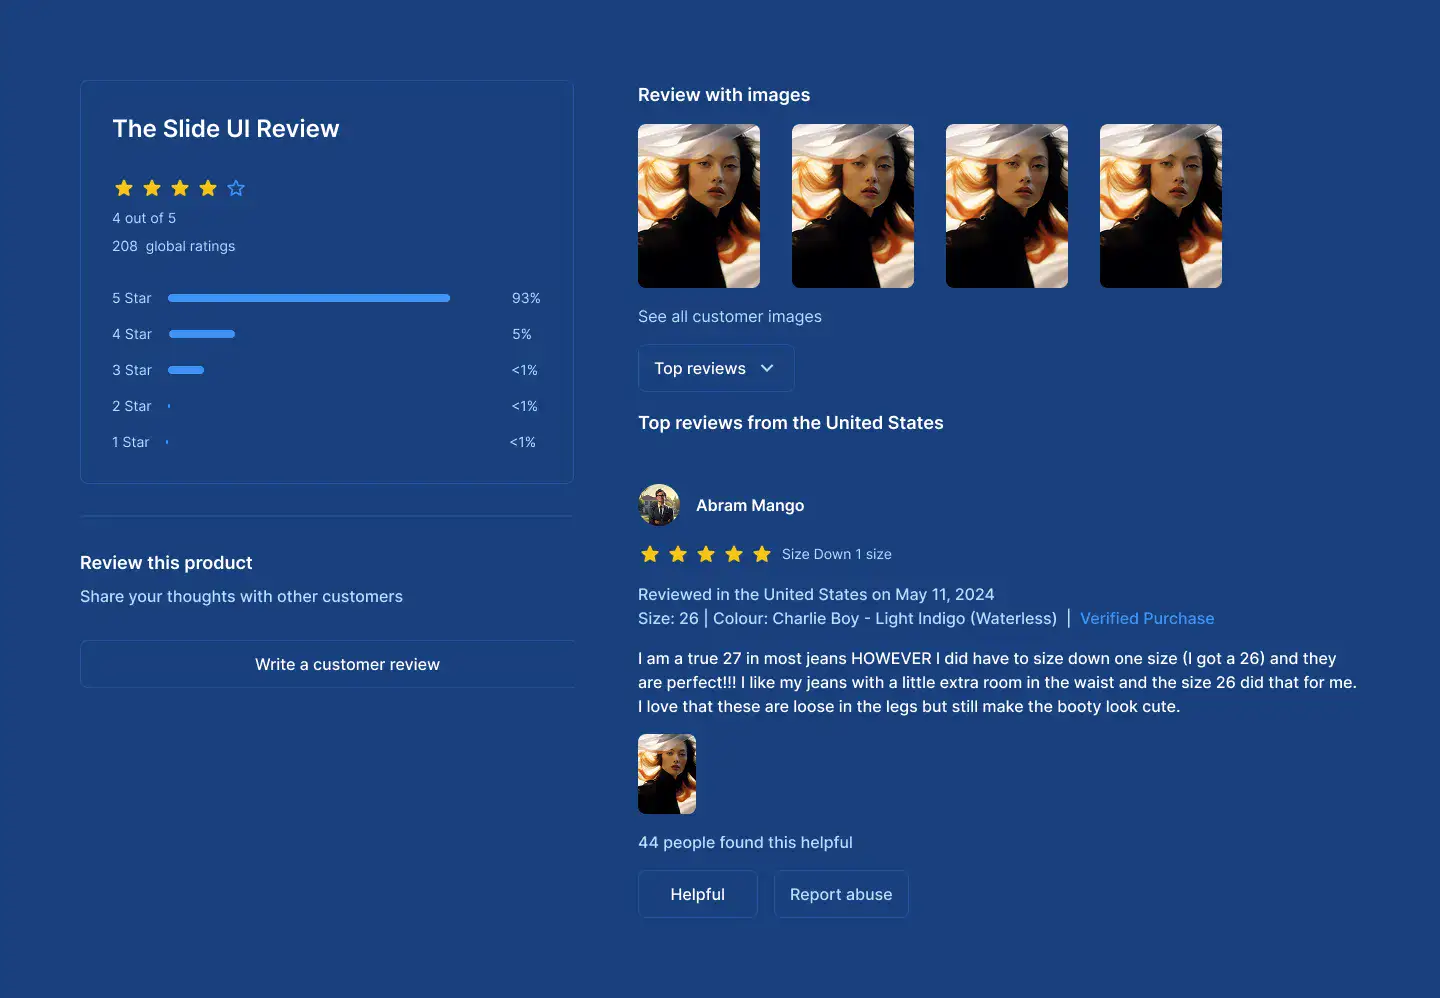 The Slide UI Review
4 out of 5
208 global ratings
5 Star 93%
4 Star 5%
3 Star <1%
2 Star <1%
1 Star <1%
Review this product
Share your thoughts with other customers
Write a customer review
Review with images
See all customer images
Top reviews
Top reviews from the United States
Abram Mango
Size Down 1 size
Reviewed in the United States on May 11, 2024
Size: 26 | Colour: Charlie Boy - Light Indigo (Waterless) | Verified Purchase
I am a true 27 in most jeans HOWEVER I did have to size down one size (I got a 26) and they
are perfect!!! I like my jeans with a little extra room in the waist and the size 26 did that for me.
I love that these are loose in the legs but still make the booty look cute.
44 people found this helpful
Helpful
Report abuse